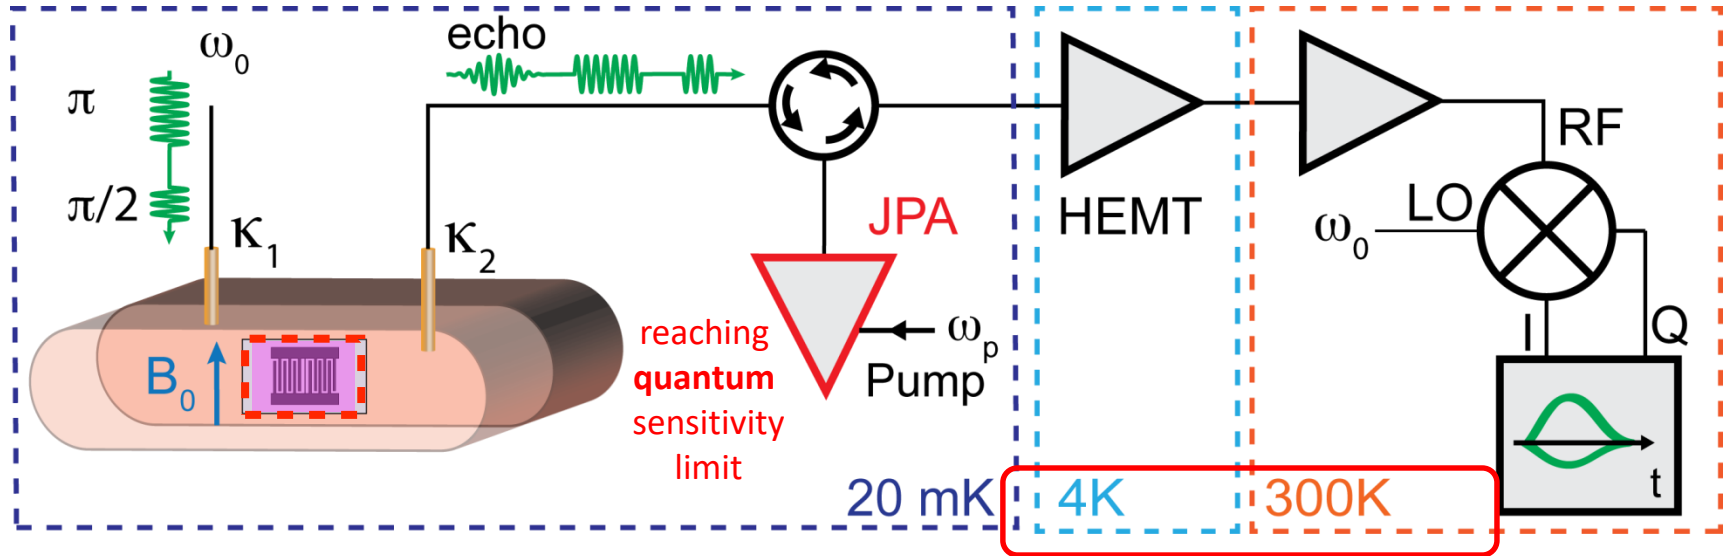 ω₀
echo
π
π/2
κ₁
κ₂
B₀
reaching
quantum
sensitivity
limit
JPA
ωₚ
Pump
20 mK
HEMT
4K
RF
LO
ω₀
I
Q
t
300K